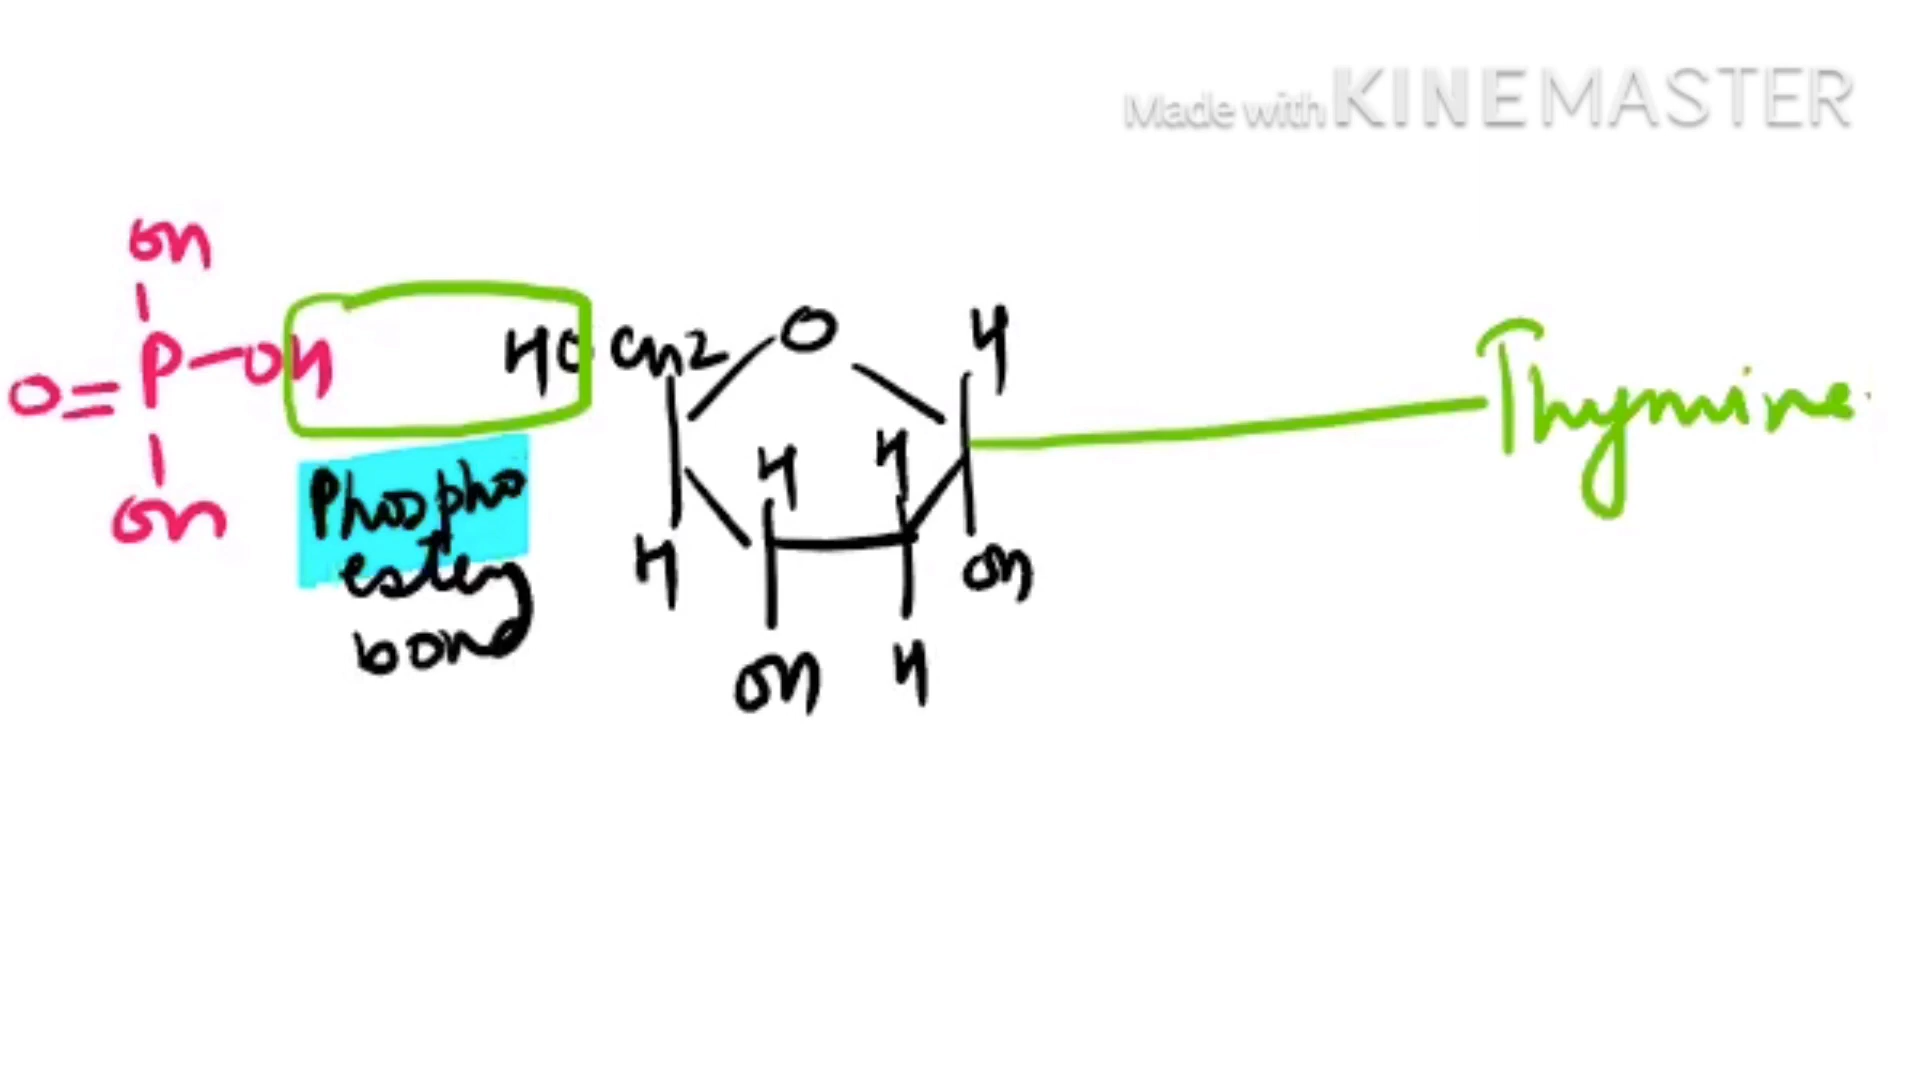 Made with KINEMASTER
OH
P-OH
O=
OH
HO CH2
O
H
H
H
H
OH
OH
H
Thymine
Phospho
ester
bond